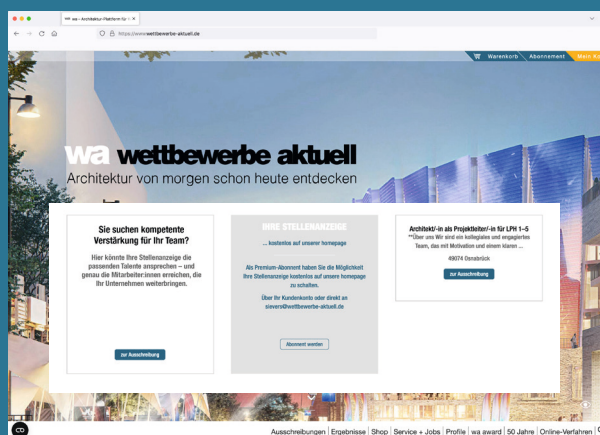 wa - Architektur-Plattform für
https://www.wettbewerbe-aktuell.de
Warenkorb
Abonnement
wa wettbewerbe aktuell
Architektur von morgen schon heute entdecken
Sie suchen kompetente
Verstärkung für Ihr Team?
Hier könnte Ihre Stellenanzeige die
passenden Talente ansprechen – und
genau die Mitarbeiter:innen erreichen, die
Ihr Unternehmen weiterbringen.
zur Ausschreibung
IHRE STELLENANZEIGE
... kostenlos auf unserer homepage
Als Premium-Abonnent haben Sie die Möglichkeit
Ihre Stellenanzeige kostenlos auf unsere homepage
zu schalten.
Über Ihr Kundenkonto oder direkt an
sievers@wettbewerbe-aktuell.de
Abonnent werden
Architekt/-in als Projektleiter/-in für LPH 1–5
**Über uns Wir sind ein kollegiales und engagiertes
Team, das mit Motivation und einem klaren ...
49074 Osnabrück
zur Ausschreibung
Ausschreibungen | Ergebnisse | Shop | Service + Jobs | Profile | wa award | 50 Jahre | Online-Verfahren